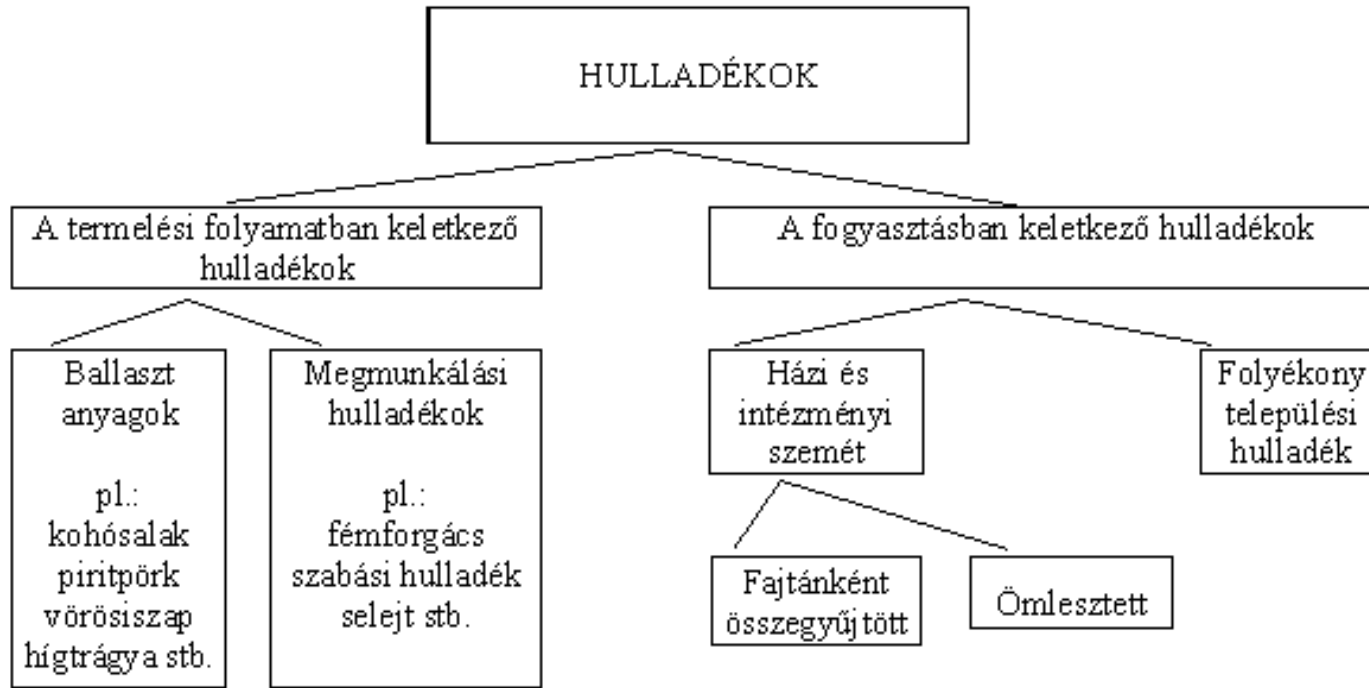 HULLADÉKOK
A termelési folyamatban keletkező
hulladékok
A fogyasztásban keletkező hulladékok
Ballaszt
anyagok
pl.:
kohósalak
piritpörk
vörösiszap
hígtrágya stb.
Megmunkálási
hulladékok
pl.:
fémforgács
szabási hulladék
selejt stb.
Házi és
intézményi
szemét
Folyékony
települési
hulladék
Fajtánként
összegyűjtött
Ömlesztett